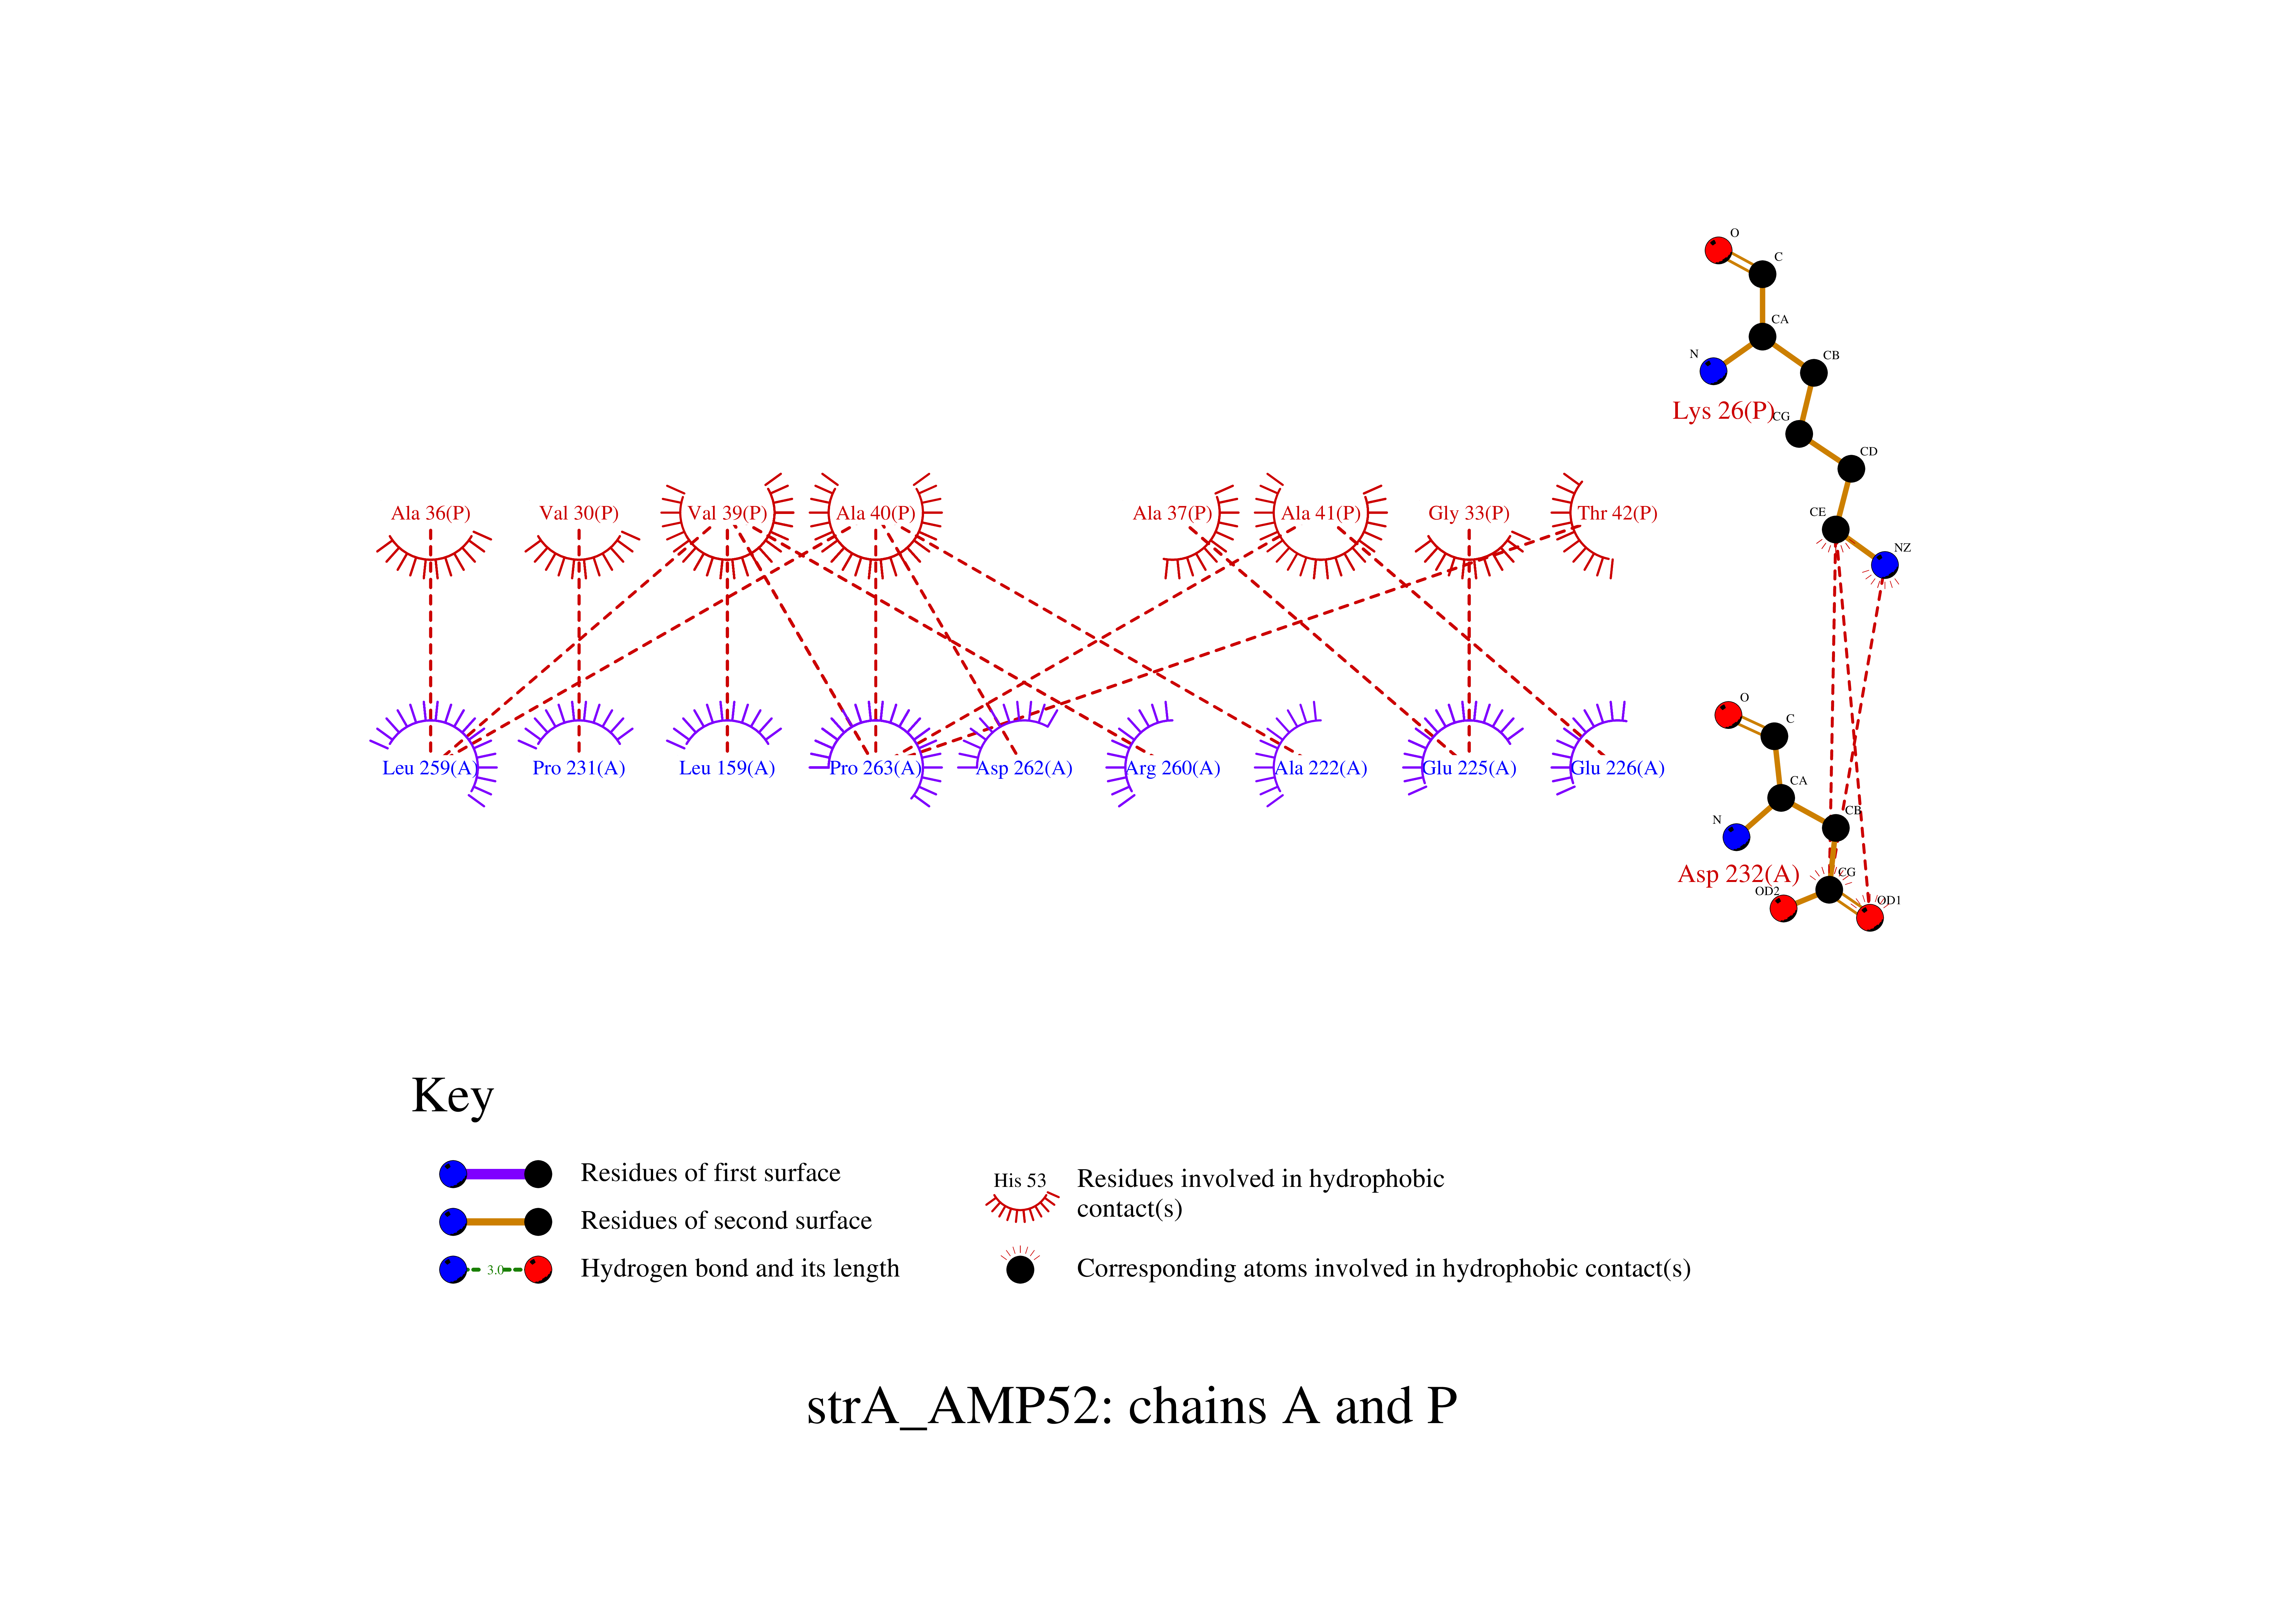 O
C
CA
N
CB
Lys 26(P)
CG
CD
CE
NZ
Ala 36(P) Val 30(P) Val 39(P) Ala 40(P) Ala 37(P) Ala 41(P) Gly 33(P) Thr 42(P)
O
C
Leu 259(A) Pro 231(A) Leu 159(A) Pro 263(A) Asp 262(A) Arg 260(A) Ala 222(A) Glu 225(A) Glu 226(A)
CA
CB
N
Asp 232(A)
CG
OD2
OD1
Key
Residues of first surface
Residues of second surface
3.0
Hydrogen bond and its length
His 53
Residues involved in hydrophobic
contact(s)
Corresponding atoms involved in hydrophobic contact(s)
strA_AMP52: chains A and P